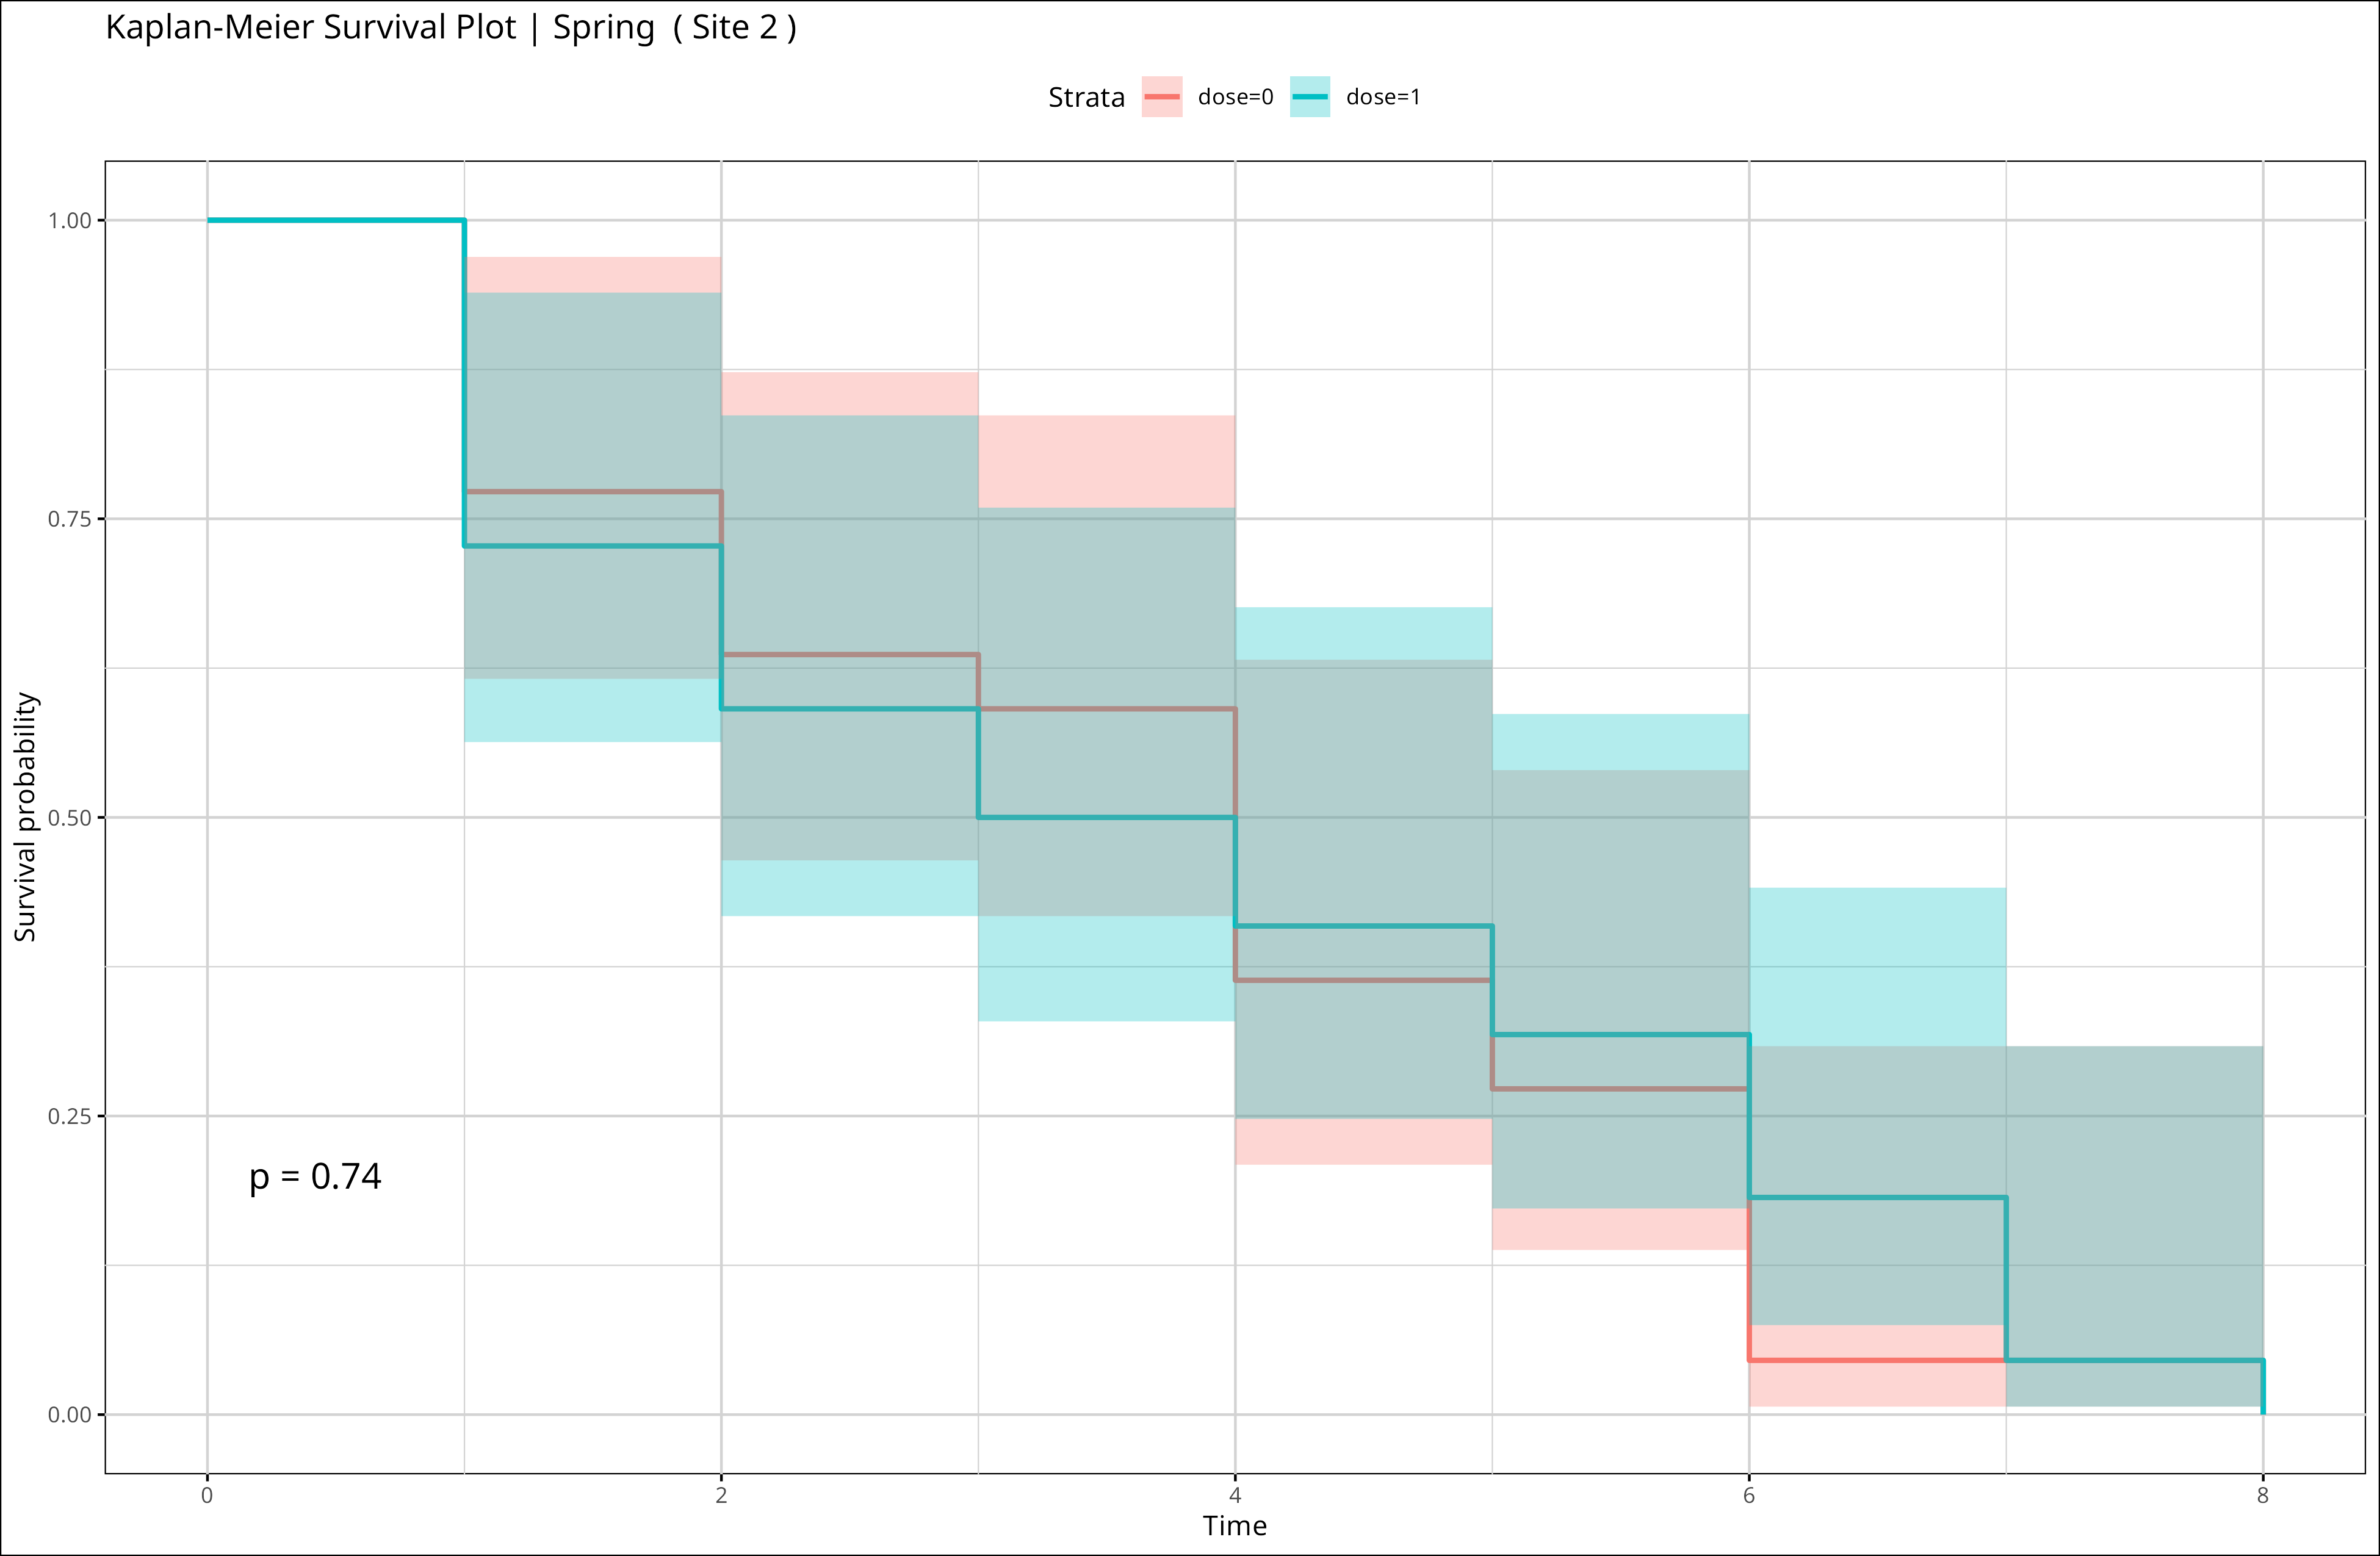 Kaplan-Meier Survival Plot | Spring  ( Site 2 )
Strata dose=0 dose=1
Survival probability
1.00
0.75
0.50
0.25
0.00
p = 0.74
0 2 4 6 8
Time